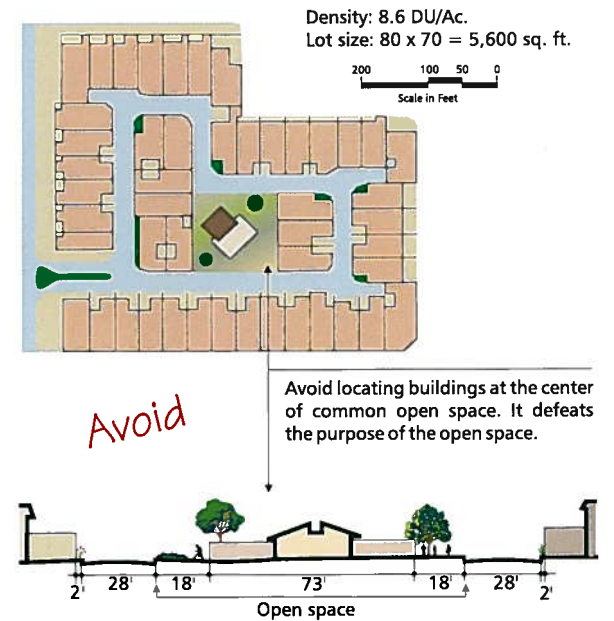 Density: 8.6 DU/Ac.
Lot size: 80 x 70 = 5,600 sq. ft.
200 100 50 0
Scale in Feet
Avoid locating buildings at the center
of common open space. It defeats
the purpose of the open space.
Avoid
2' 28' 18' 73' 18' 28' 2'
Open space